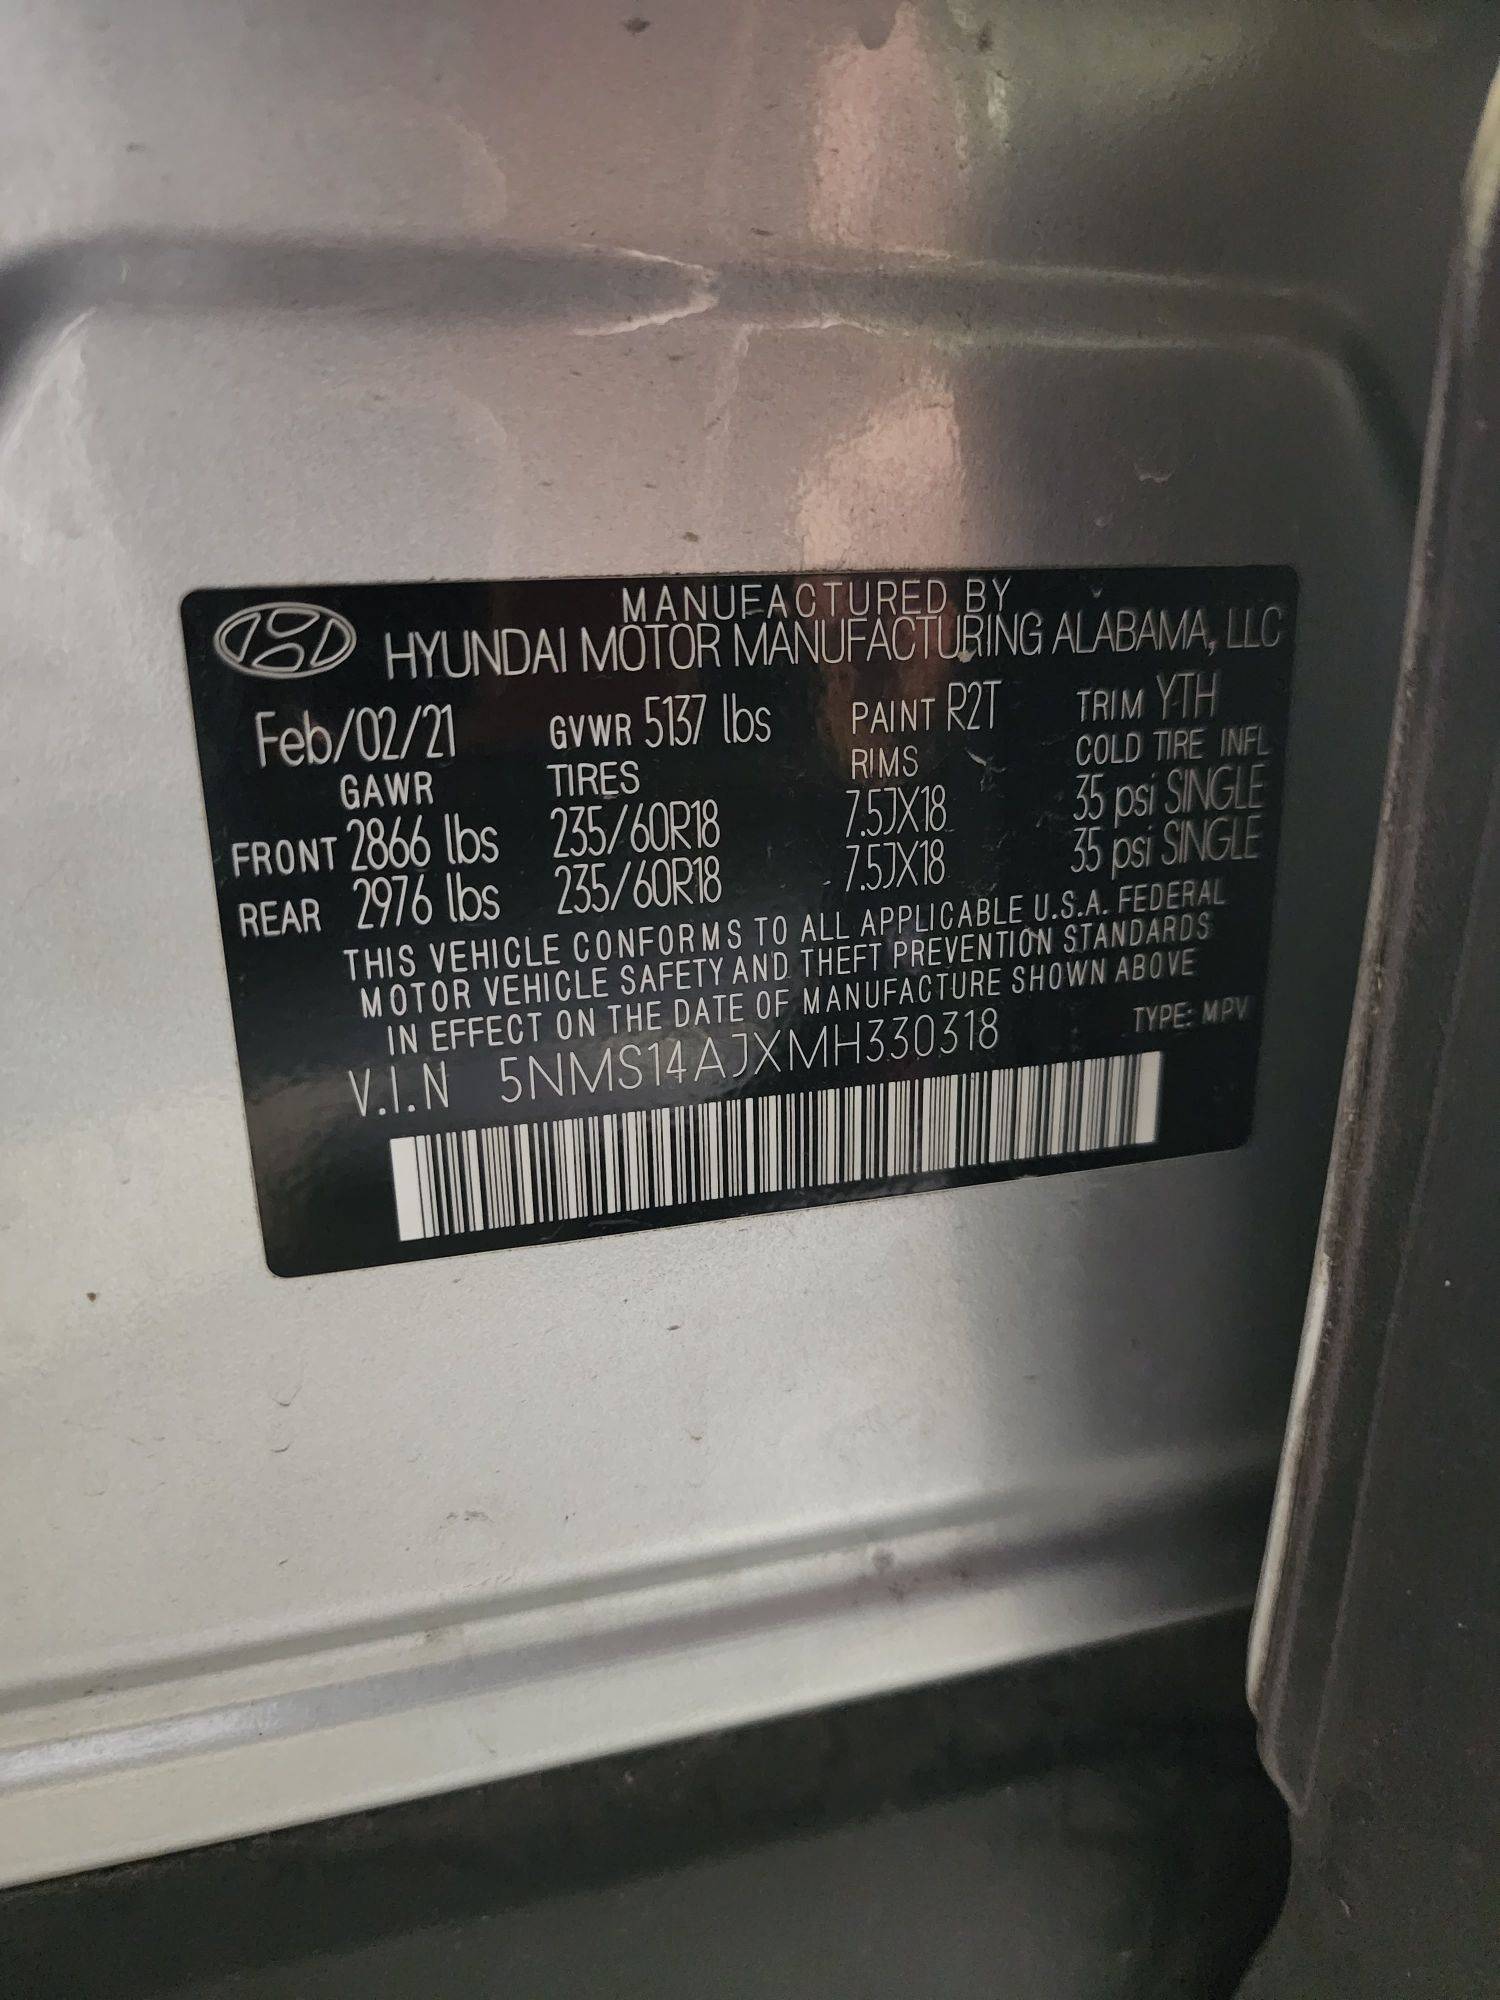 MANUFACTURED BY
HYUNDAI MOTOR MANUFACTURING ALABAMA, LLC
Feb/02/21 GVWR 5137 lbs PAINT R2T TRIM YTH
GAWR TIRES RIMS COLD TIRE INFL
FRONT 2866 lbs 235/60R18 7.5JX18 35 psi SINGLE
REAR 2976 lbs 235/60R18 7.5JX18 35 psi SINGLE
THIS VEHICLE CONFORMS TO ALL APPLICABLE U.S.A. FEDERAL
MOTOR VEHICLE SAFETY AND THEFT PREVENTION STANDARDS
IN EFFECT ON THE DATE OF MANUFACTURE SHOWN ABOVE
V.I.N 5NMS14AJXMH330318 TYPE: MPV